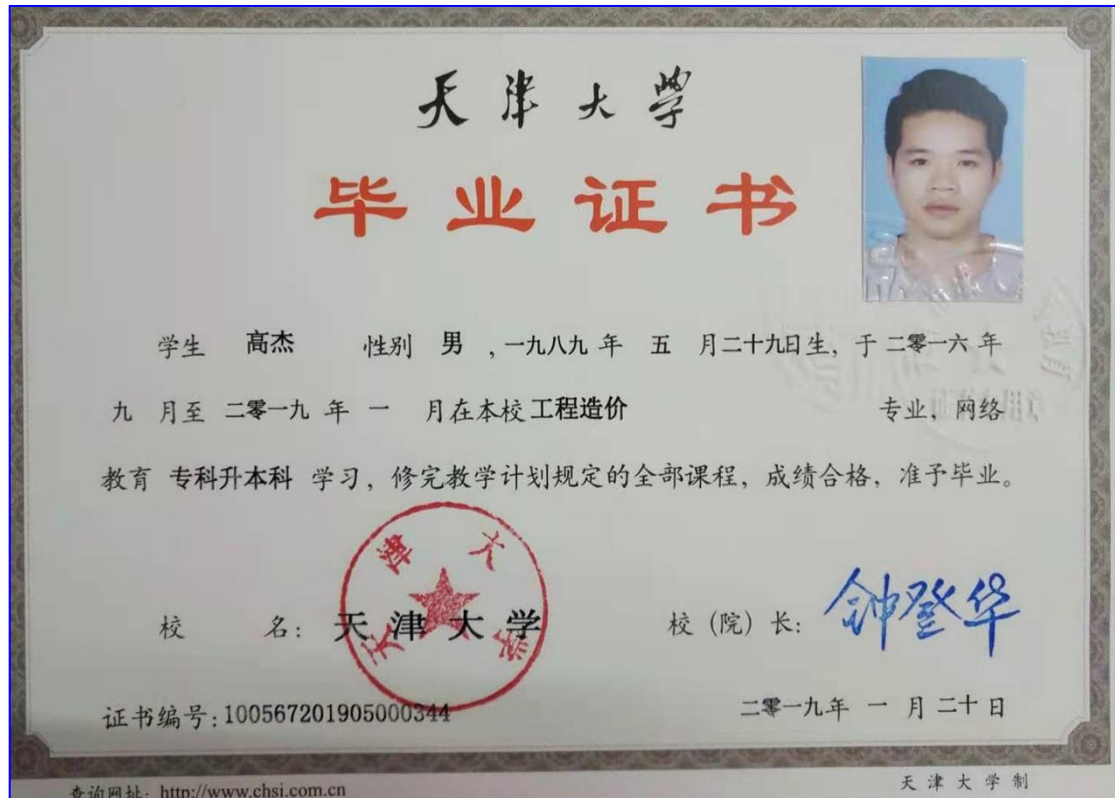 天津大学
毕业证书
学生 高杰 性别 男 ,一九八九 年 五 月二十九日生, 于 二零一六 年
九 月至 二零一九 年 一 月在本校 工程造价 专业, 网络
教育 专科升本科 学习, 修完教学计划规定的全部课程, 成绩合格, 准予毕业。
天津大学
校 名: 天津大学 校(院)长: 钟登华
证书编号:100567201905000344 二零一九年 一 月 二十 日
查询网址: http://www.chsi.com.cn 天津大学制